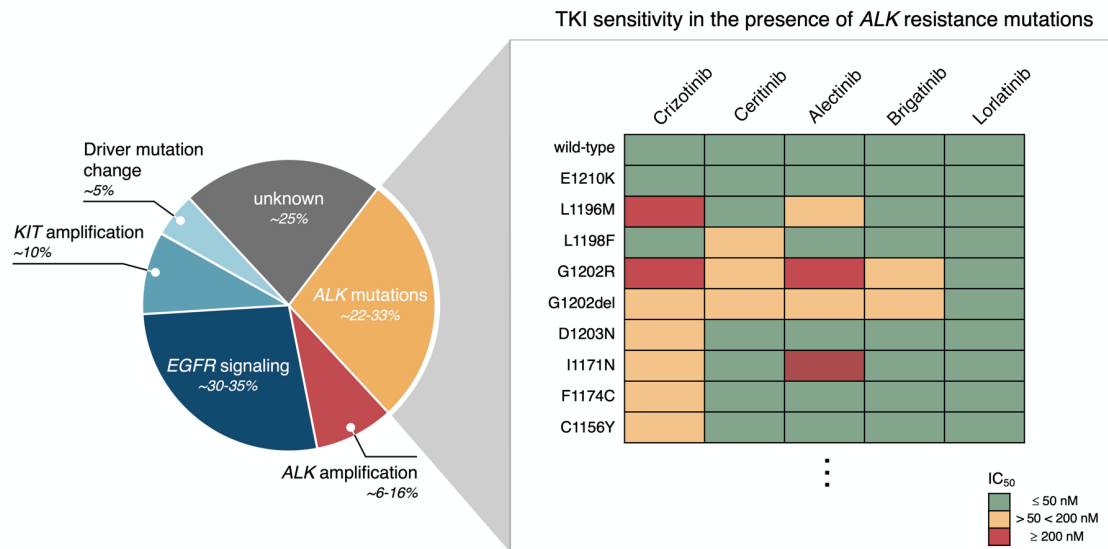 TKI sensitivity in the presence of ALK resistance mutations
Driver mutation
change
~5%
KIT amplification
~10%
unknown
~25%
ALK mutations
~22-33%
EGFR signaling
~30-35%
ALK amplification
~6-16%
Crizotinib
Ceritinib
Alectinib
Brigatinib
Lorlatinib
wild-type
E1210K
L1196M
L1198F
G1202R
G1202del
D1203N
I1171N
F1174C
C1156Y
IC50
≤ 50 nM
> 50 < 200 nM
≥ 200 nM